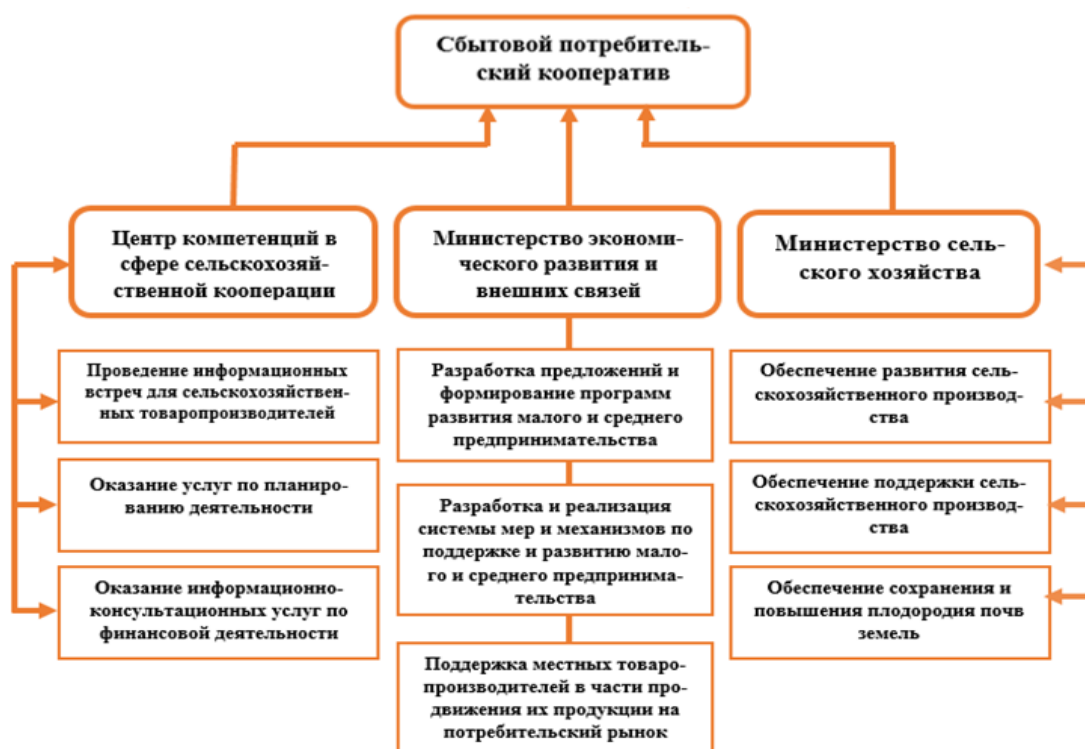 Сбытовой потребитель-
ский кооператив
Центр компетенций в
сфере сельскохозяй-
ственной кооперации
Министерство экономи-
ческого развития и
внешних связей
Министерство сель-
ского хозяйства
Проведение информационных
встреч для сельскохозяйствен-
ных товаропроизводителей
Разработка предложений и
формирование программ
развития малого и среднего
предпринимательства
Обеспечение развития сель-
скохозяйственного производ-
ства
Оказание услуг по планиро-
ванию деятельности
Разработка и реализация
системы мер и механизмов по
поддержке и развитию мало-
го и среднего предпринима-
тельства
Обеспечение поддержки сель-
скохозяйственного производ-
ства
Оказание информационно-
консультационных услуг по
финансовой деятельности
Поддержка местных товаро-
производителей в части про-
движения их продукции на
потребительский рынок
Обеспечение сохранения и
повышения плодородия почв
земель